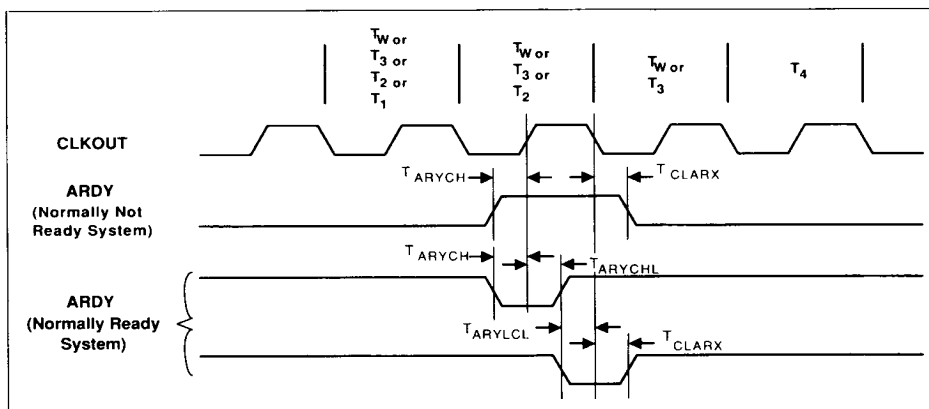 TW or
T3 or
T2 or
T1
TW or
T3 or
T2
TW or
T3
T4
CLKOUT
TARYCH
TCLARX
ARDY
(Normally Not
Ready System)
TARYCH
TARYCHL
ARDY
(Normally Ready
System)
TARYLCL
TCLARX